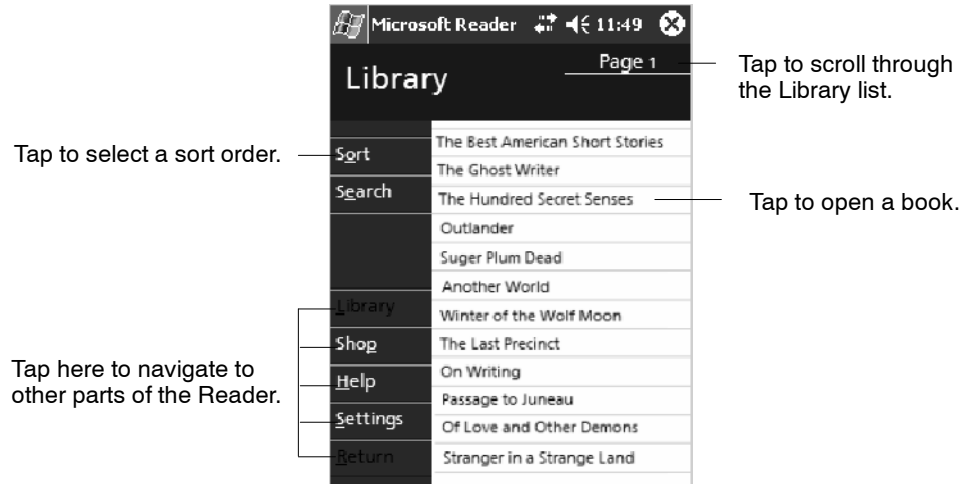 Microsoft Reader 11:49
Library
Page 1
Tap to scroll through
the Library list.
Tap to select a sort order.
Sort
Search
The Best American Short Stories
The Ghost Writer
The Hundred Secret Senses
Tap to open a book.
Outlander
Suger Plum Dead
Another World
Winter of the Wolf Moon
The Last Precinct
On Writing
Passage to Juneau
Of Love and Other Demons
Stranger in a Strange Land
Library
Shop
Help
Settings
Return
Tap here to navigate to
other parts of the Reader.